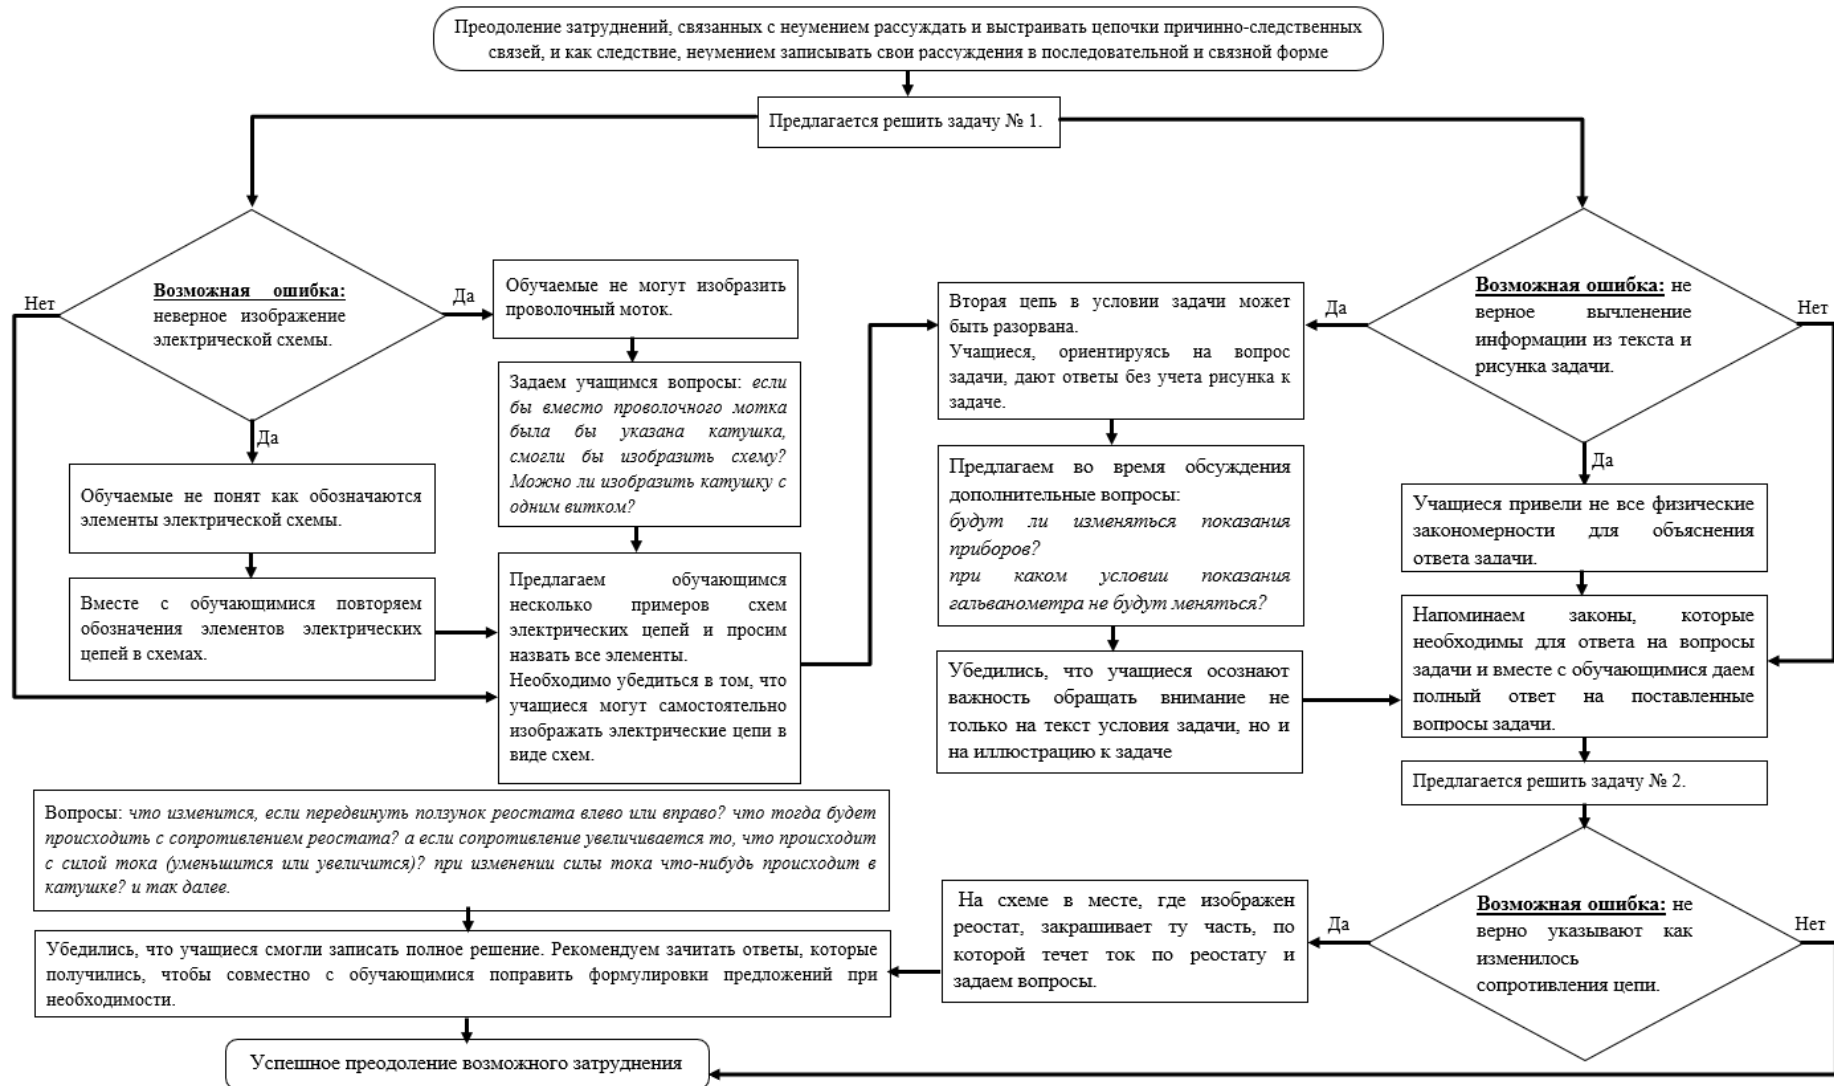 Преодоление затруднений, связанных с неумением рассуждать и выстраивать цепочки причинно-следственных
связей, и как следствие, неумением записывать свои рассуждения в последовательной и связной форме
Предлагается решить задачу № 1.
Нет
Возможная ошибка:
неверное изображение
электрической схемы.
Да
Да
Обучаемые не могут изобразить
проволочный моток.
Задаем учащимся вопросы: если
бы вместо проволочного мотка
была бы указана катушка,
смогли бы изобразить схему?
Можно ли изобразить катушку с
одним витком?
Обучаемые не понят как обозначаются
элементы электрической схемы.
Вместе с обучающимися повторяем
обозначения элементов электрических
цепей в схемах.
Предлагаем обучающимся
несколько примеров схем
электрических цепей и просим
назвать все элементы.
Необходимо убедиться в том, что
учащиеся могут самостоятельно
изображать электрические цепи в
виде схем.
Вторая цепь в условии задачи может
быть разорвана.
Учащиеся, ориентируясь на вопрос
задачи, дают ответы без учета рисунка к
задаче.
Предлагаем во время обсуждения
дополнительные вопросы:
будут ли изменяться показания
приборов?
при каком условии показания
гальванометра не будут меняться?
Убедились, что учащиеся осознают
важность обращать внимание не
только на текст условия задачи, но и
на иллюстрацию к задаче
Да
Возможная ошибка: не
верное вычленение
информации из текста и
рисунка задачи.
Нет
Да
Учащиеся привели не все физические
закономерности для объяснения
ответа задачи.
Напоминаем законы, которые
необходимы для ответа на вопросы
задачи и вместе с обучающимися даем
полный ответ на поставленные
вопросы задачи.
Предлагается решить задачу № 2.
Возможная ошибка: не
верно указывают как
изменилось
сопротивления цепи.
Да
Нет
На схеме в месте, где изображен
реостат, закрашивает ту часть, по
которой течет ток по реостату и
задаем вопросы.
Вопросы: что изменится, если передвинуть ползунок реостата влево или вправо? что тогда будет
происходить с сопротивлением реостата? а если сопротивление увеличивается то, что происходит
с силой тока (уменьшится или увеличится)? при изменении силы тока что-нибудь происходит в
катушке? и так далее.
Убедились, что учащиеся смогли записать полное решение. Рекомендуем зачитать ответы, которые
получились, чтобы совместно с обучающимися поправить формулировки предложений при
необходимости.
Успешное преодоление возможного затруднения